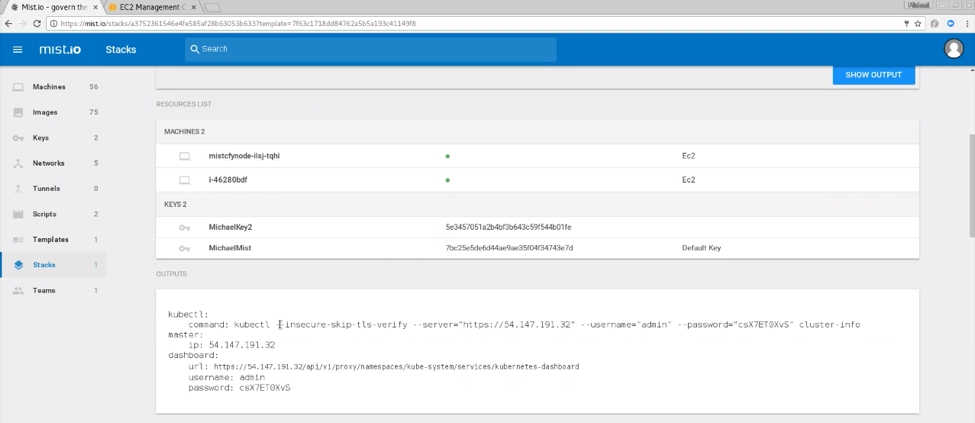 Mist.io - govern the
EC2 Management C
https://mist.io/stacks/a3752361546e4fe585af28b63053b633?template=7f63c1718dd84762a5b5a193c41149f8
mist.io
Stacks
Search
Machines 56
Images 75
Keys 2
Networks 5
Tunnels 0
Scripts 2
Templates 1
Stacks 1
Teams 1
SHOW OUTPUT
RESOURCES LIST
MACHINES 2
mistcfynode-ilsj-tqhi Ec2
i-46280bdf Ec2
KEYS 2
MichaelKey2 5e3457051a2b4bf3b643c59f544b01fe
MichaelMist 7bc25e5de6d44ae9ae35f04f34743e7d Default Key
OUTPUTS
kubectl:
command: kubectl --insecure-skip-tls-verify --server="https://54.147.191.32" --username="admin" --password="csX7ET0XvS" cluster-info
master:
ip: 54.147.191.32
dashboard:
url: https://54.147.191.32/api/v1/proxy/namespaces/kube-system/services/kubernetes-dashboard
username: admin
password: csX7ET0XvS